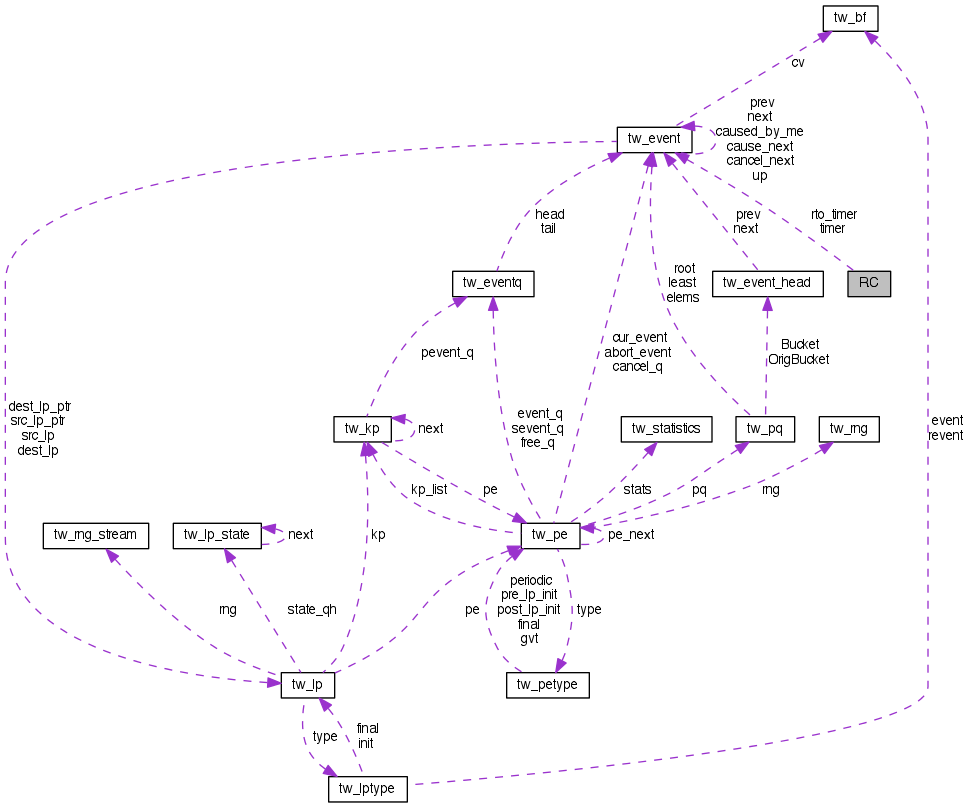 tw_bf
cv
prev
next
caused_by_me
cause_next
cancel_next
up
tw_event
head
tail
prev
next
rto_timer
timer
tw_eventq
tw_event_head
RC
root
least
elems
pevent_q
cur_event
abort_event
cancel_q
Bucket
OrigBucket
dest_lp_ptr
src_lp_ptr
src_lp
dest_lp
event_q
sevent_q
free_q
event
revent
tw_kp
next
tw_statistics
tw_pq
tw_rng
kp_list
pe
stats
pq
rng
tw_rng_stream
tw_lp_state
next
kp
tw_pe
pe_next
rng
state_qh
pe
periodic
pre_lp_init
post_lp_init
final
gvt
type
tw_lp
tw_petype
type
final
init
tw_lptype